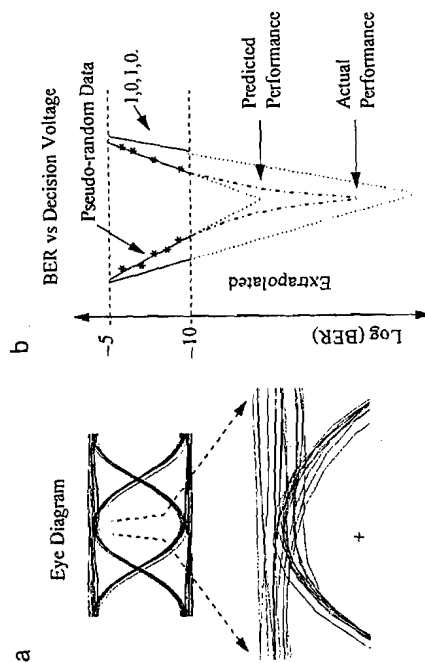 a
Eye Diagram
b
BER vs Decision Voltage
Pseudo-random Data
1,0,1,0.
~5
~10
Log (BER)
Extrapolated
Predicted
Performance
Actual
Performance